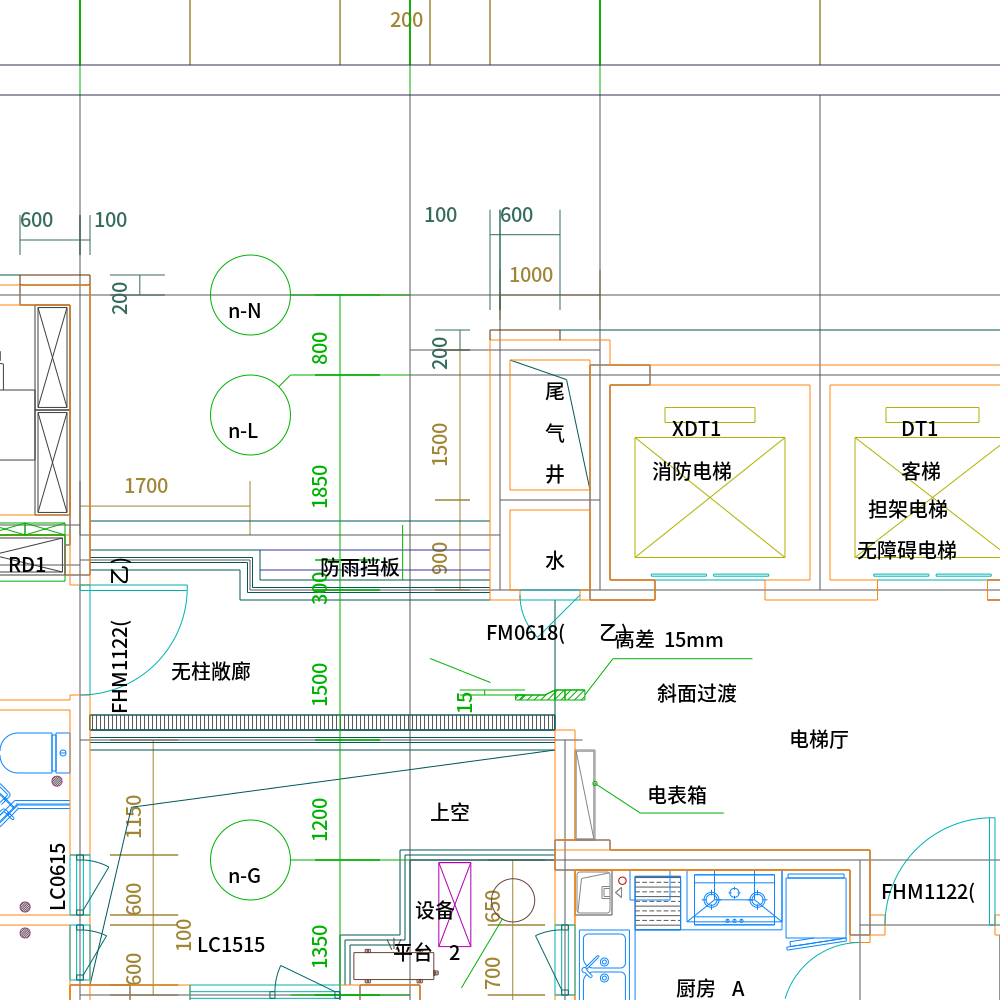 200
600 100
100 600
1000
200
n-N
800
200
尾
气
井
n-L
XDT1
DT1
1500
消防电梯
客梯
担架电梯
无障碍电梯
1700
1850
900
水
防雨挡板
RD1
300
(乙
FHM1122(
无柱敞廊
1500
FM0618( 乙)
高差 15mm
15
斜面过渡
电梯厅
电表箱
1150
1200
上空
n-G
LC0615
600
100
LC1515
1350
设备
平台 2
650
700
600
FHM1122(
厨房 A